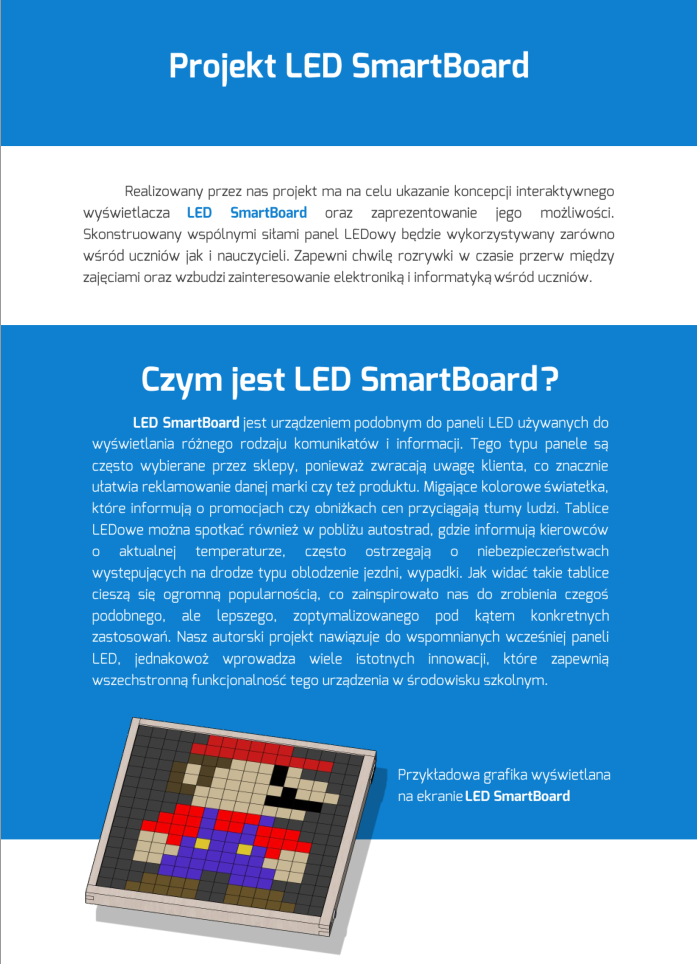 Projekt LED SmartBoard
Realizowany przez nas projekt ma na celu ukazanie koncepcji interaktywnego
wyświetlacza LED SmartBoard oraz zaprezentowanie jego możliwości.
Skonstruowany wspólnymi siłami panel LEDowy będzie wykorzystywany zarówno
wśród uczniów jak i nauczycieli. Zapewni chwilę rozrywki w czasie przerw między
zajęciami oraz wzbudzi zainteresowanie elektroniką i informatyką wśród uczniów.
Czym jest LED SmartBoard?
LED SmartBoard jest urządzeniem podobnym do paneli LED używanych do
wyświetlania różnego rodzaju komunikatów i informacji. Tego typu panele są
często wybierane przez sklepy, ponieważ zwracają uwagę klienta, co znacznie
ułatwia reklamowanie danej marki czy też produktu. Migające kolorowe światełka,
które informują o promocjach czy obniżkach cen przyciągają tłumy ludzi. Tablice
LEDowe można spotkać również w pobliżu autostrad, gdzie informują kierowców
o aktualnej temperaturze, często ostrzegają o niebezpieczeństwach
występujących na drodze typu oblodzenie jezdni, wypadki. Jak widać takie tablice
cieszą się ogromną popularnością, co zainspirowało nas do zrobienia czegoś
podobnego, ale lepszego, zoptymalizowanego pod kątem konkretnych
zastosowań. Nasz autorski projekt nawiązuje do wspomnianych wcześniej paneli
LED, jednakowoż wprowadza wiele istotnych innowacji, które zapewnią
wszechstronną funkcjonalność tego urządzenia w środowisku szkolnym.
Przykładowa grafika wyświetlana
na ekranie LED SmartBoard